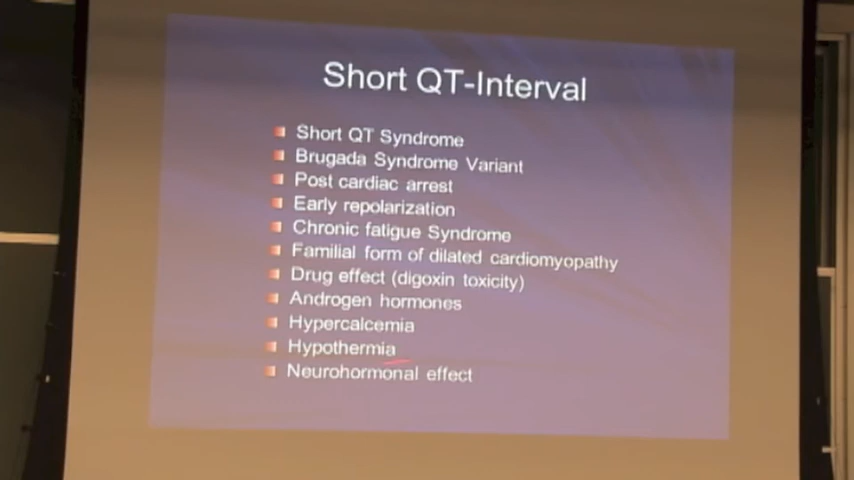 Short QT-Interval
Short QT Syndrome
Brugada Syndrome Variant
Post cardiac arrest
Early repolarization
Chronic fatigue Syndrome
Familial form of dilated cardiomyopathy
Drug effect (digoxin toxicity)
Androgen hormones
Hypercalcemia
Hypothermia
Neurohormonal effect